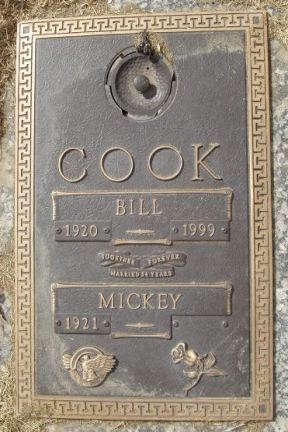 COOK
BILL
1920 1999
TOGETHER FOREVER
MARRIED 54 YEARS
MICKEY
1921